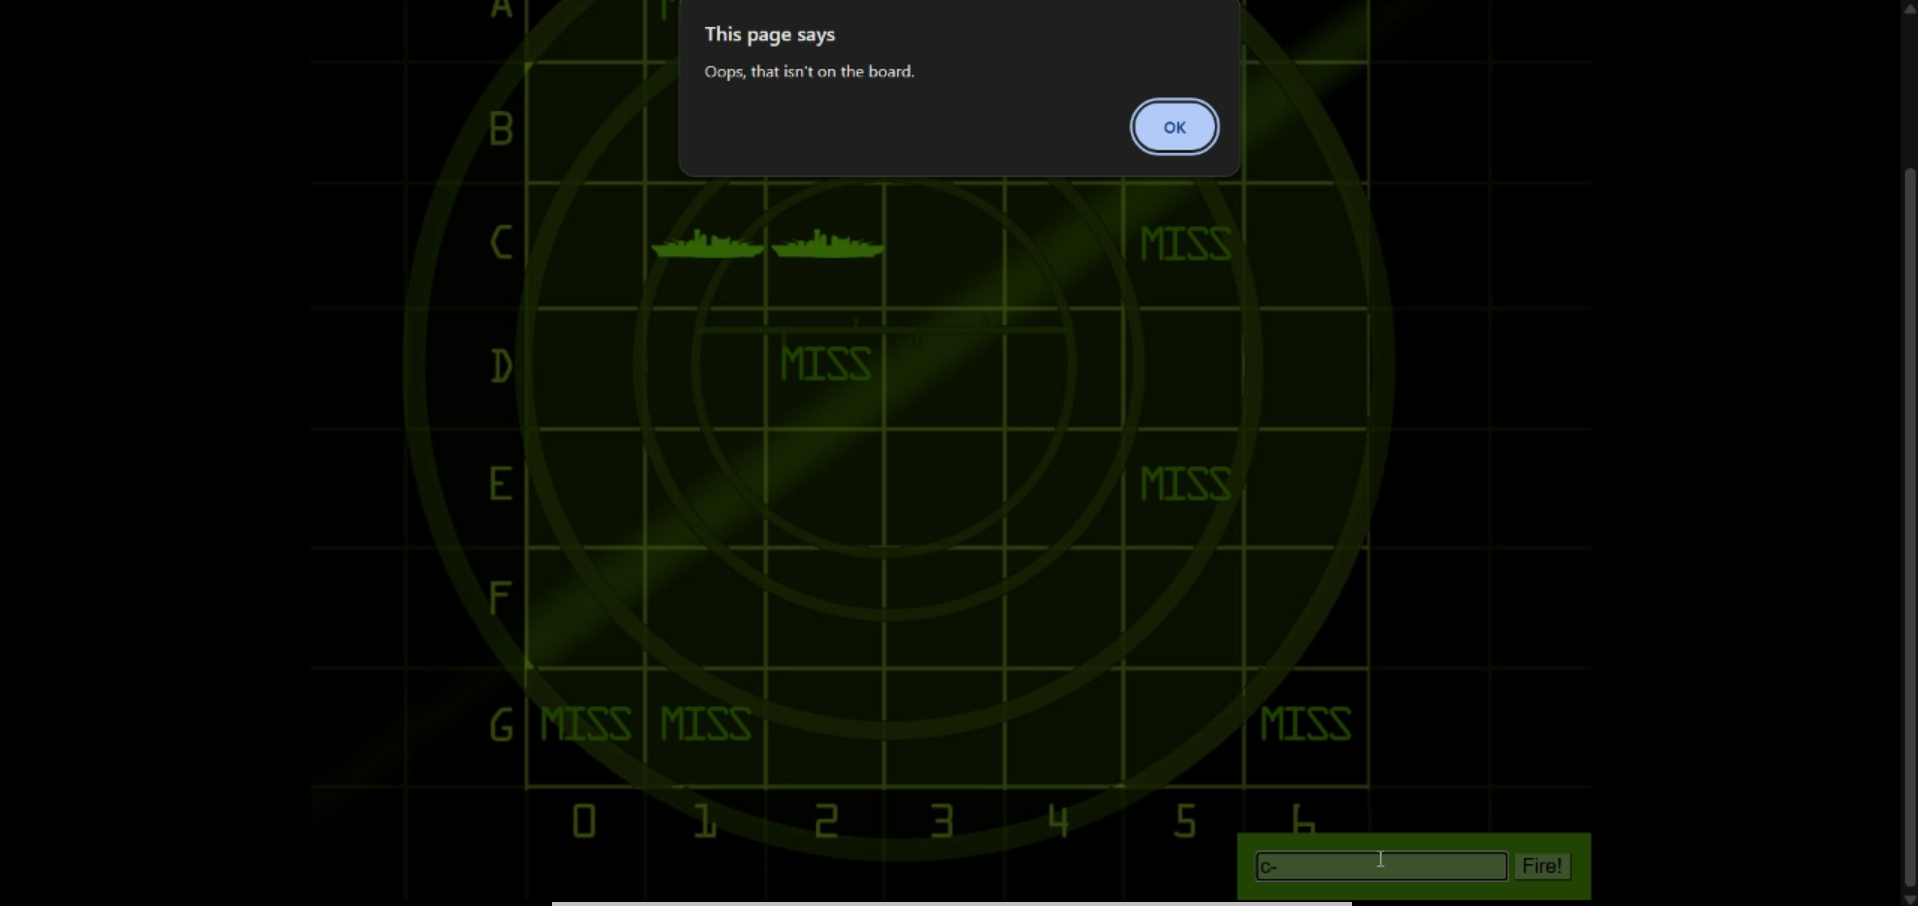 This page says
Oops, that isn't on the board.
OK
A
B
C MISS
D MISS
E MISS
F
G MISS MISS MISS
0 1 2 3 4 5 6
c- Fire!